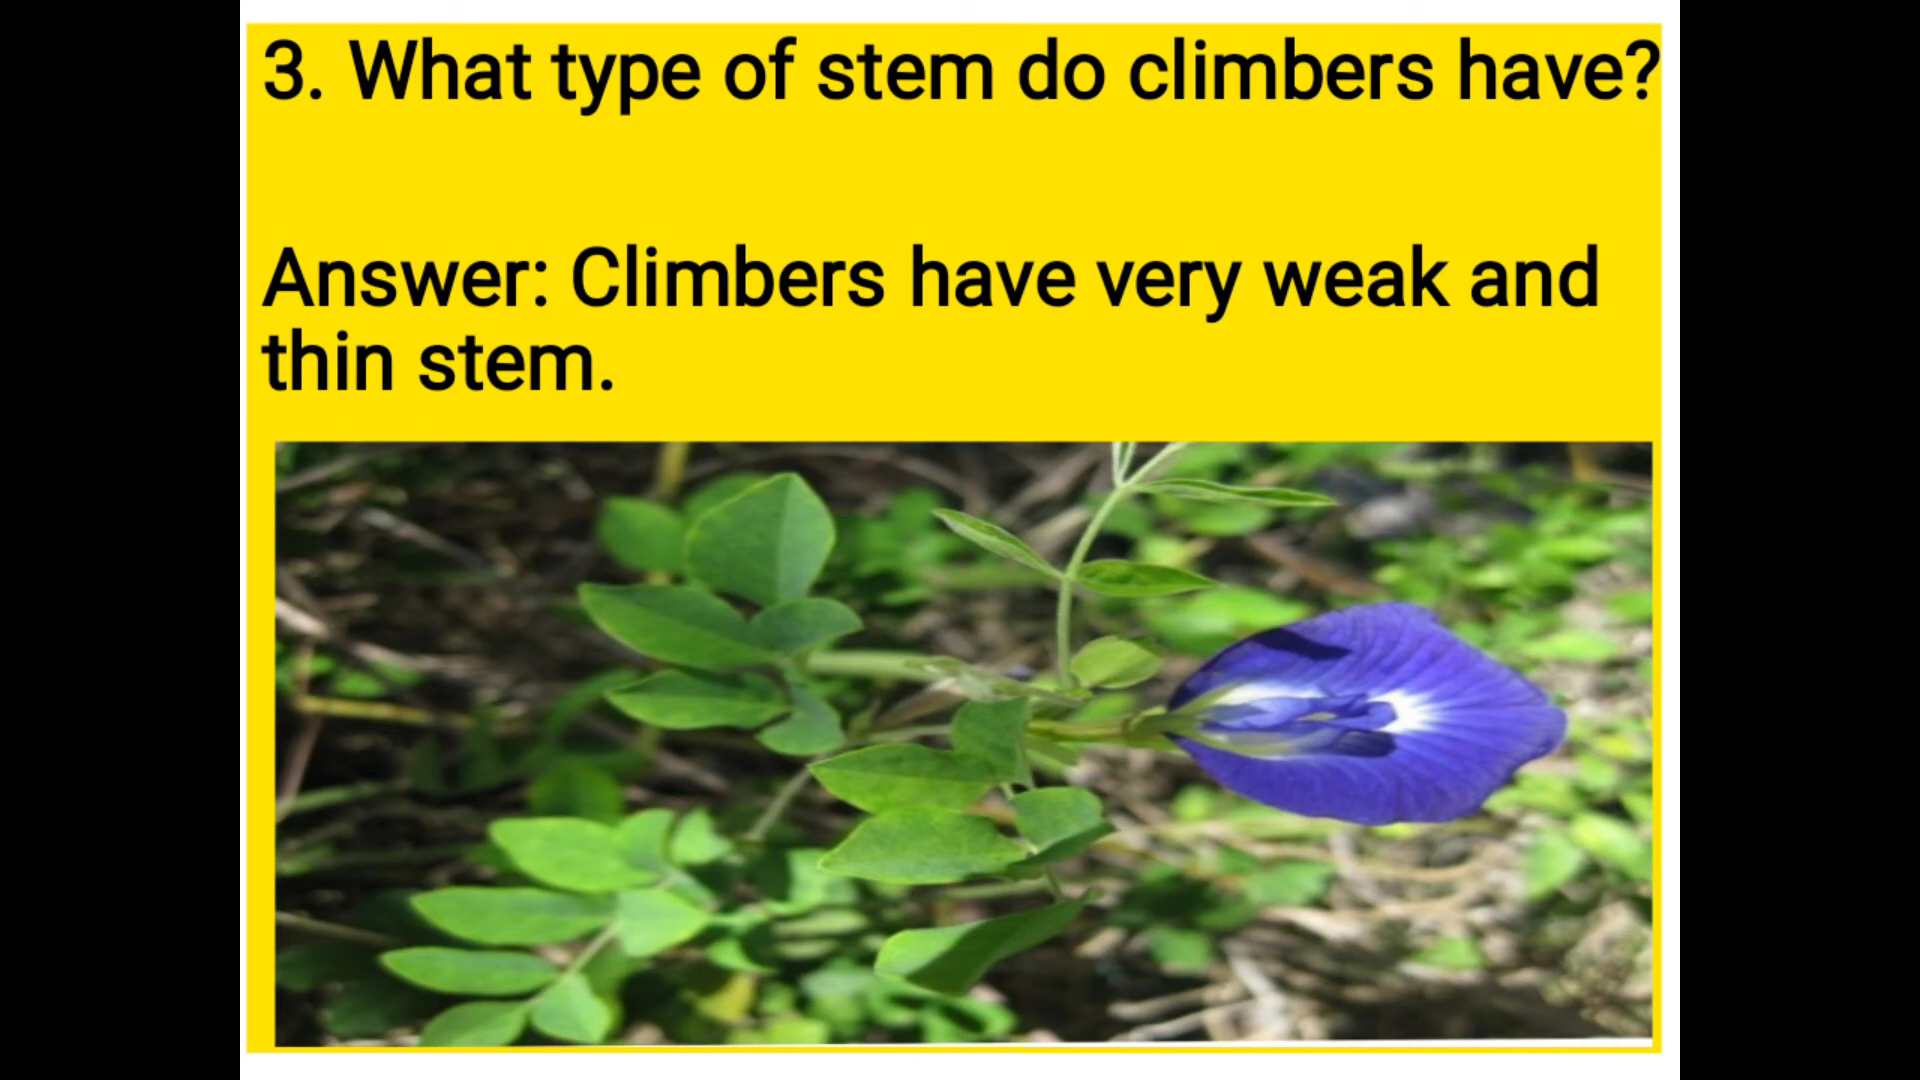 3. What type of stem do climbers have?
Answer: Climbers have very weak and
thin stem.